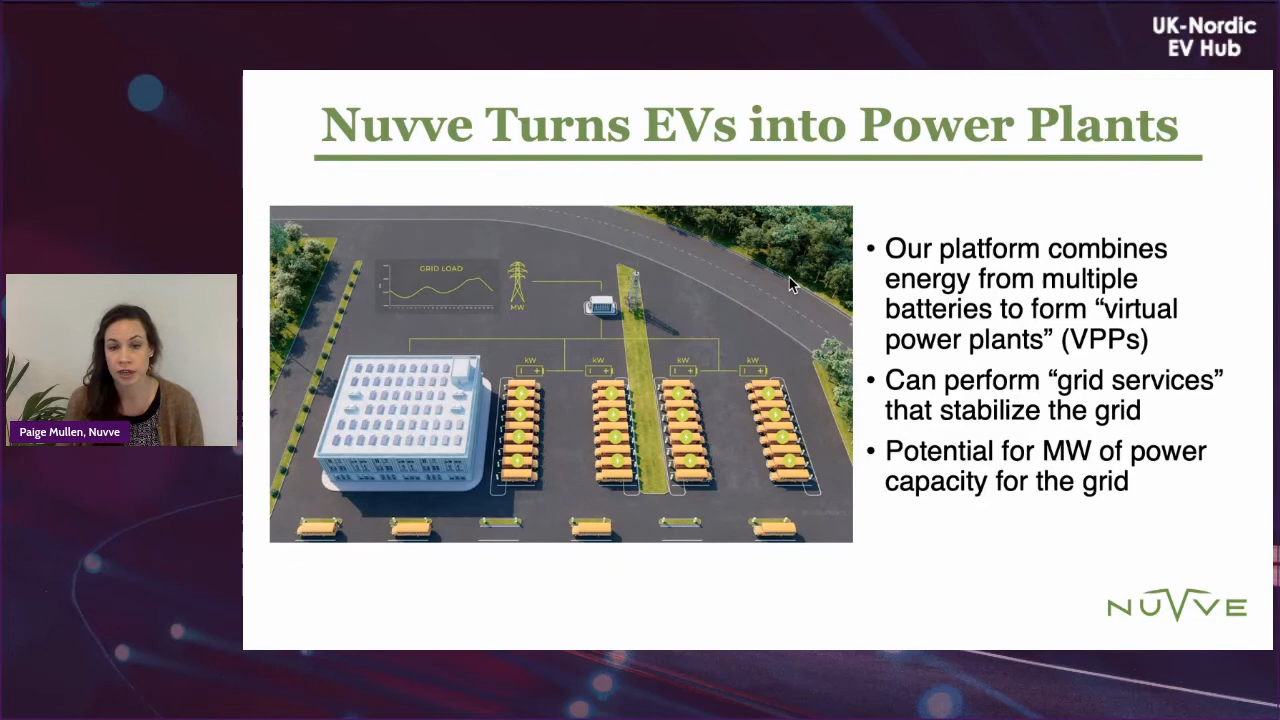 UK-Nordic
EV Hub
Nuvve Turns EVs into Power Plants
GRID LOAD
MW
kW
kW
kW
kW
• Our platform combines
energy from multiple
batteries to form “virtual
power plants” (VPPs)
• Can perform “grid services”
that stabilize the grid
• Potential for MW of power
capacity for the grid
Paige Mullen, Nuvve
NUVVE